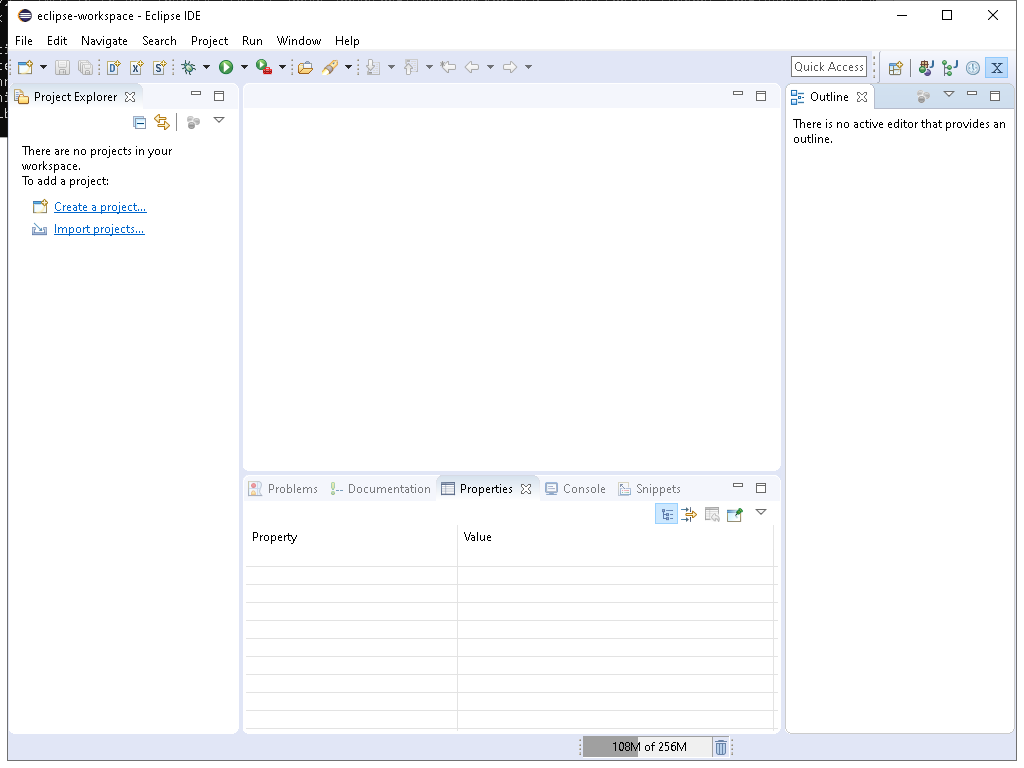 eclipse-workspace - Eclipse IDE
File Edit Navigate Search Project Run Window Help
Quick Access
Project Explorer
There are no projects in your
workspace.
To add a project:
Create a project...
Import projects...
Outline
There is no active editor that provides an
outline.
Problems Documentation Properties Console Snippets
Property Value
108M of 256M